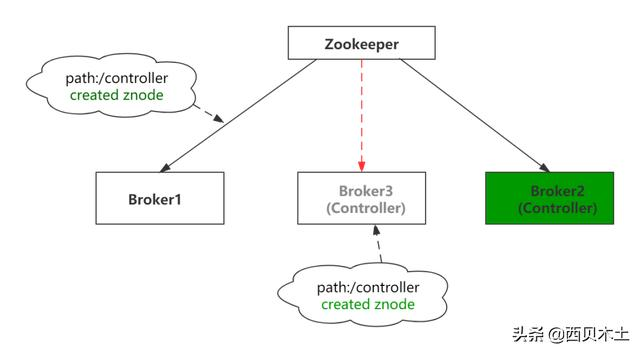 Zookeeper
path:/controller
created znode
Broker1
Broker3
(Controller)
Broker2
(Controller)
path:/controller
created znode
头条 @西贝木土